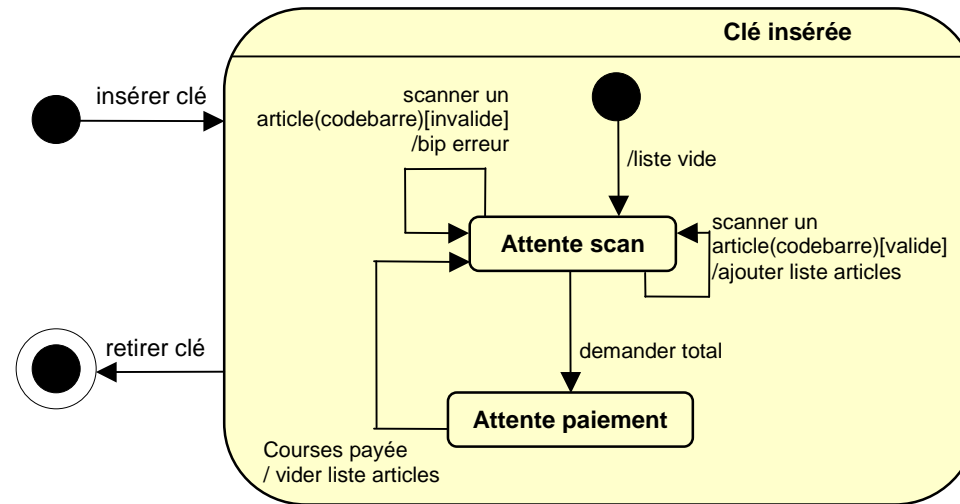 Clé insérée
insérer clé
scanner un
article(codebarre)[invalide]
/bip erreur
/liste vide
Attente scan
scanner un
article(codebarre)[valide]
/ajouter liste articles
retirer clé
demander total
Attente paiement
Courses payée
/ vider liste articles